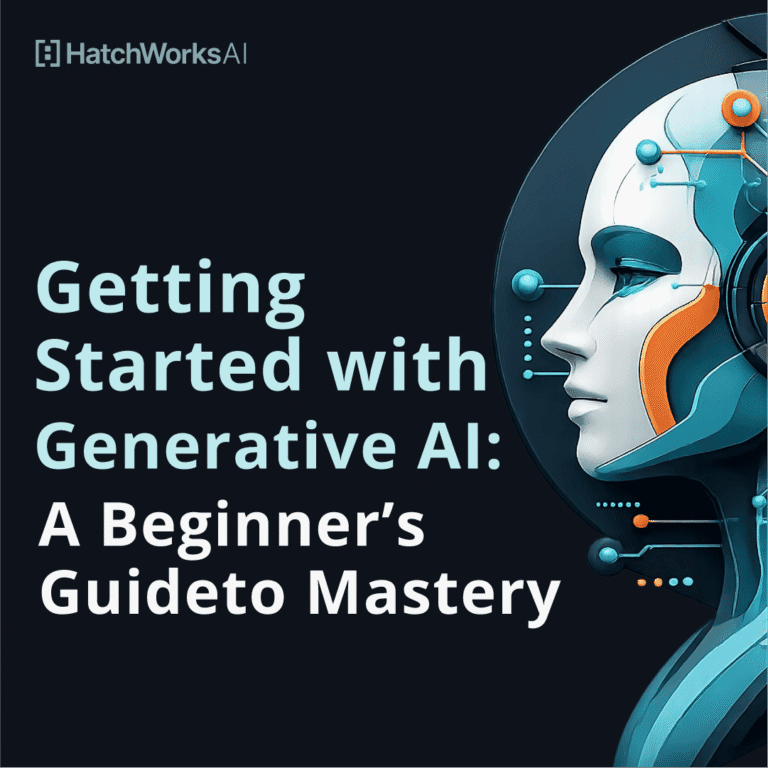 HatchWorksAI
Getting
Started with
Generative AI:
A Beginner’s
Guideto Mastery